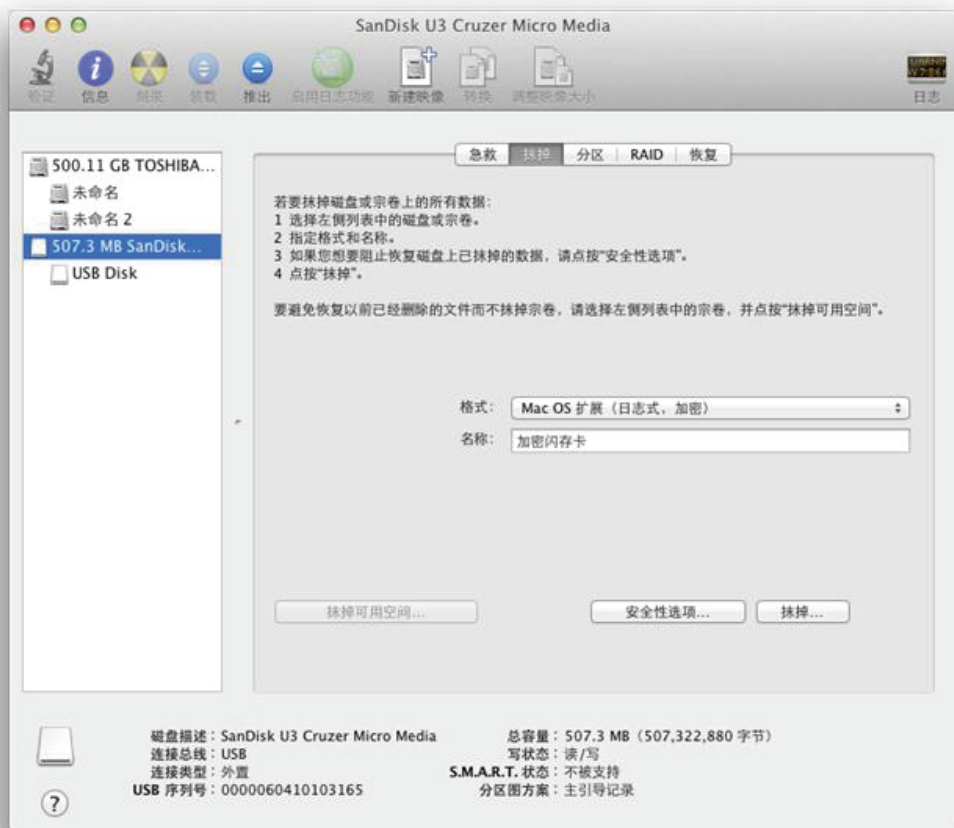 SanDisk U3 Cruzer Micro Media
验证 信息 刻录 装载 推出 启用日志功能 新建映像 转换 调整映像大小 日志
500.11 GB TOSHIBA...
未命名
未命名 2
507.3 MB SanDisk...
USB Disk
急救 抹掉 分区 RAID 恢复
若要抹掉磁盘或宗卷上的所有数据:
1 选择左侧列表中的磁盘或宗卷。
2 指定格式和名称。
3 如果您想要阻止恢复磁盘上已抹掉的数据，请点按“安全性选项”。
4 点按“抹掉”。
要避免恢复以前已经删除的文件而不抹掉宗卷，请选择左侧列表中的宗卷，并点按“抹掉可用空间”。
格式: Mac OS 扩展（日志式，加密）
名称: 加密闪存卡
抹掉可用空间... 安全性选项... 抹掉...
磁盘描述：SanDisk U3 Cruzer Micro Media
连接总线：USB
连接类型：外置
USB 序列号：0000060410103165
总容量：507.3 MB（507,322,880 字节）
写状态：读/写
S.M.A.R.T. 状态：不被支持
分区图方案：主引导记录
?